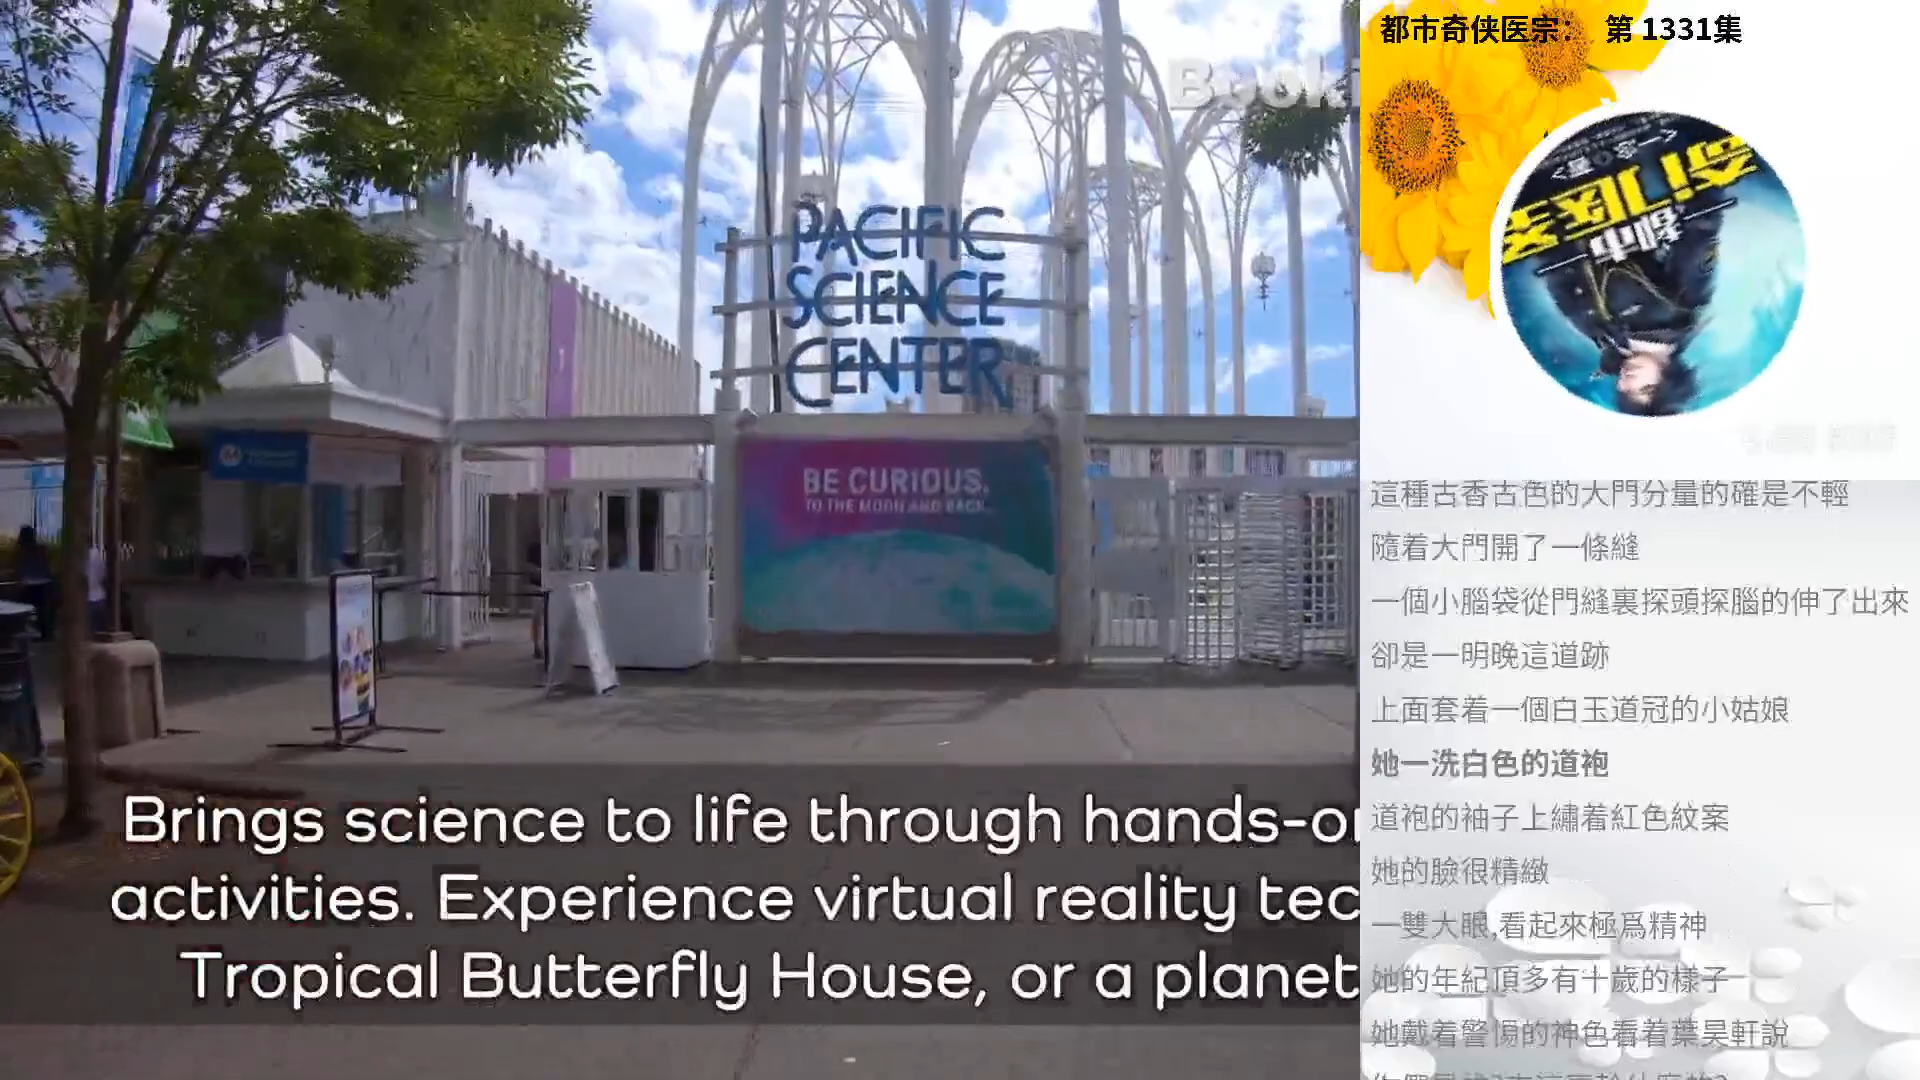 PACIFIC
SCIENCE
CENTER
BE CURIOUS.
TO THE MOON AND BACK.
Brings science to life through hands-on
activities. Experience virtual reality tec
Tropical Butterfly House, or a planet
都市奇侠医宗： 第 1331集
這種古香古色的大門分量的確是不輕
隨着大門開了一條縫
一個小腦袋從門縫裏探頭探腦的伸了出來
卻是一明晚這道跡
上面套着一個白玉道冠的小姑娘
她一洗白色的道袍
道袍的袖子上繡着紅色紋案
她的臉很精緻
一雙大眼,看起來極爲精神
她的年紀頂多有十歲的樣子
她戴着警惕的神色看着葉昊軒說